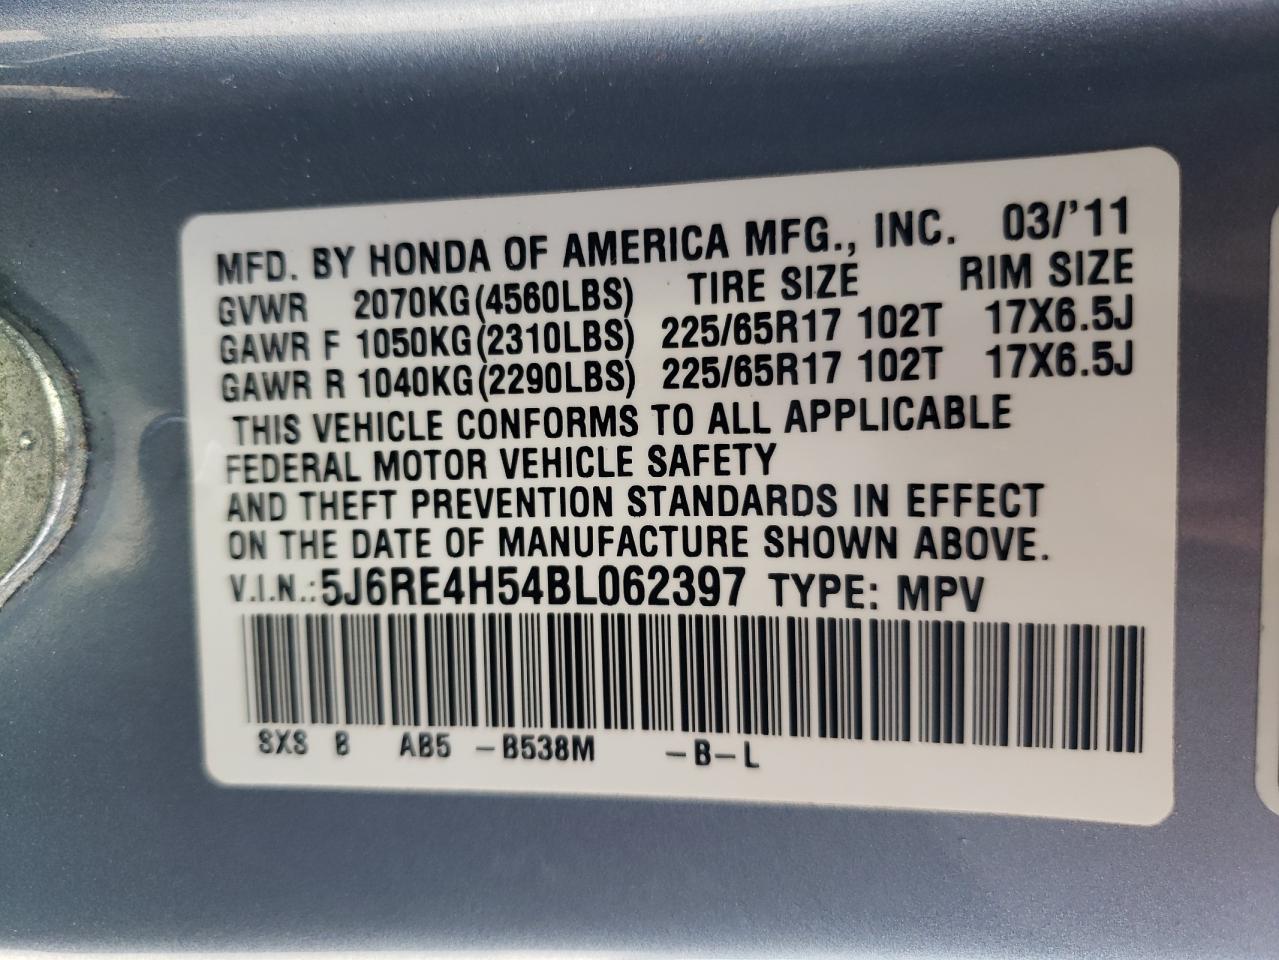 MFD. BY HONDA OF AMERICA MFG., INC. 03/'11
GVWR 2070KG(4560LBS) TIRE SIZE RIM SIZE
GAWR F 1050KG(2310LBS) 225/65R17 102T 17X6.5J
GAWR R 1040KG(2290LBS) 225/65R17 102T 17X6.5J
THIS VEHICLE CONFORMS TO ALL APPLICABLE
FEDERAL MOTOR VEHICLE SAFETY
AND THEFT PREVENTION STANDARDS IN EFFECT
ON THE DATE OF MANUFACTURE SHOWN ABOVE.
V.I.N.:5J6RE4H54BL062397 TYPE: MPV
SXS B AB5 -B538M -B-L